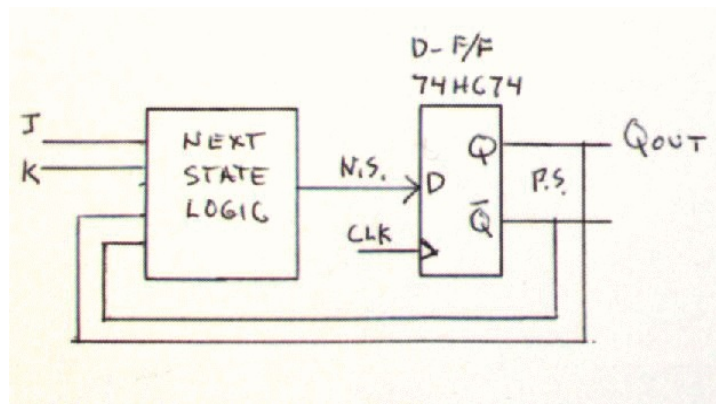 D-F/F
74HC74
J
K
NEXT
STATE
LOGIC
N.S.
D
CLK
Q
Q̅
P.S.
QOUT